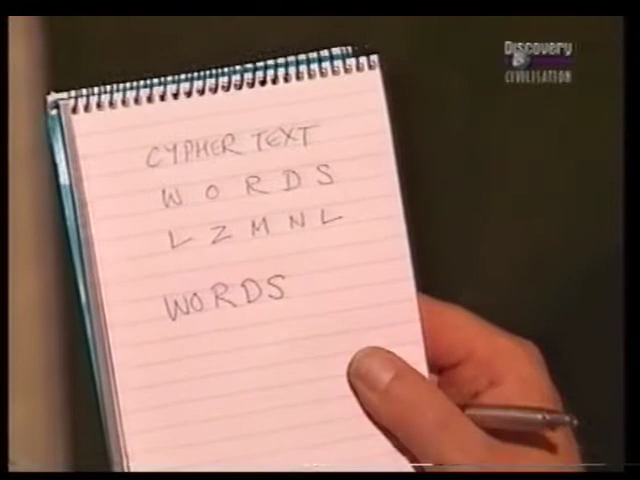 Discovery
CIVILISATION
CYPHER TEXT
W O R D S
L Z M N L
WORDS